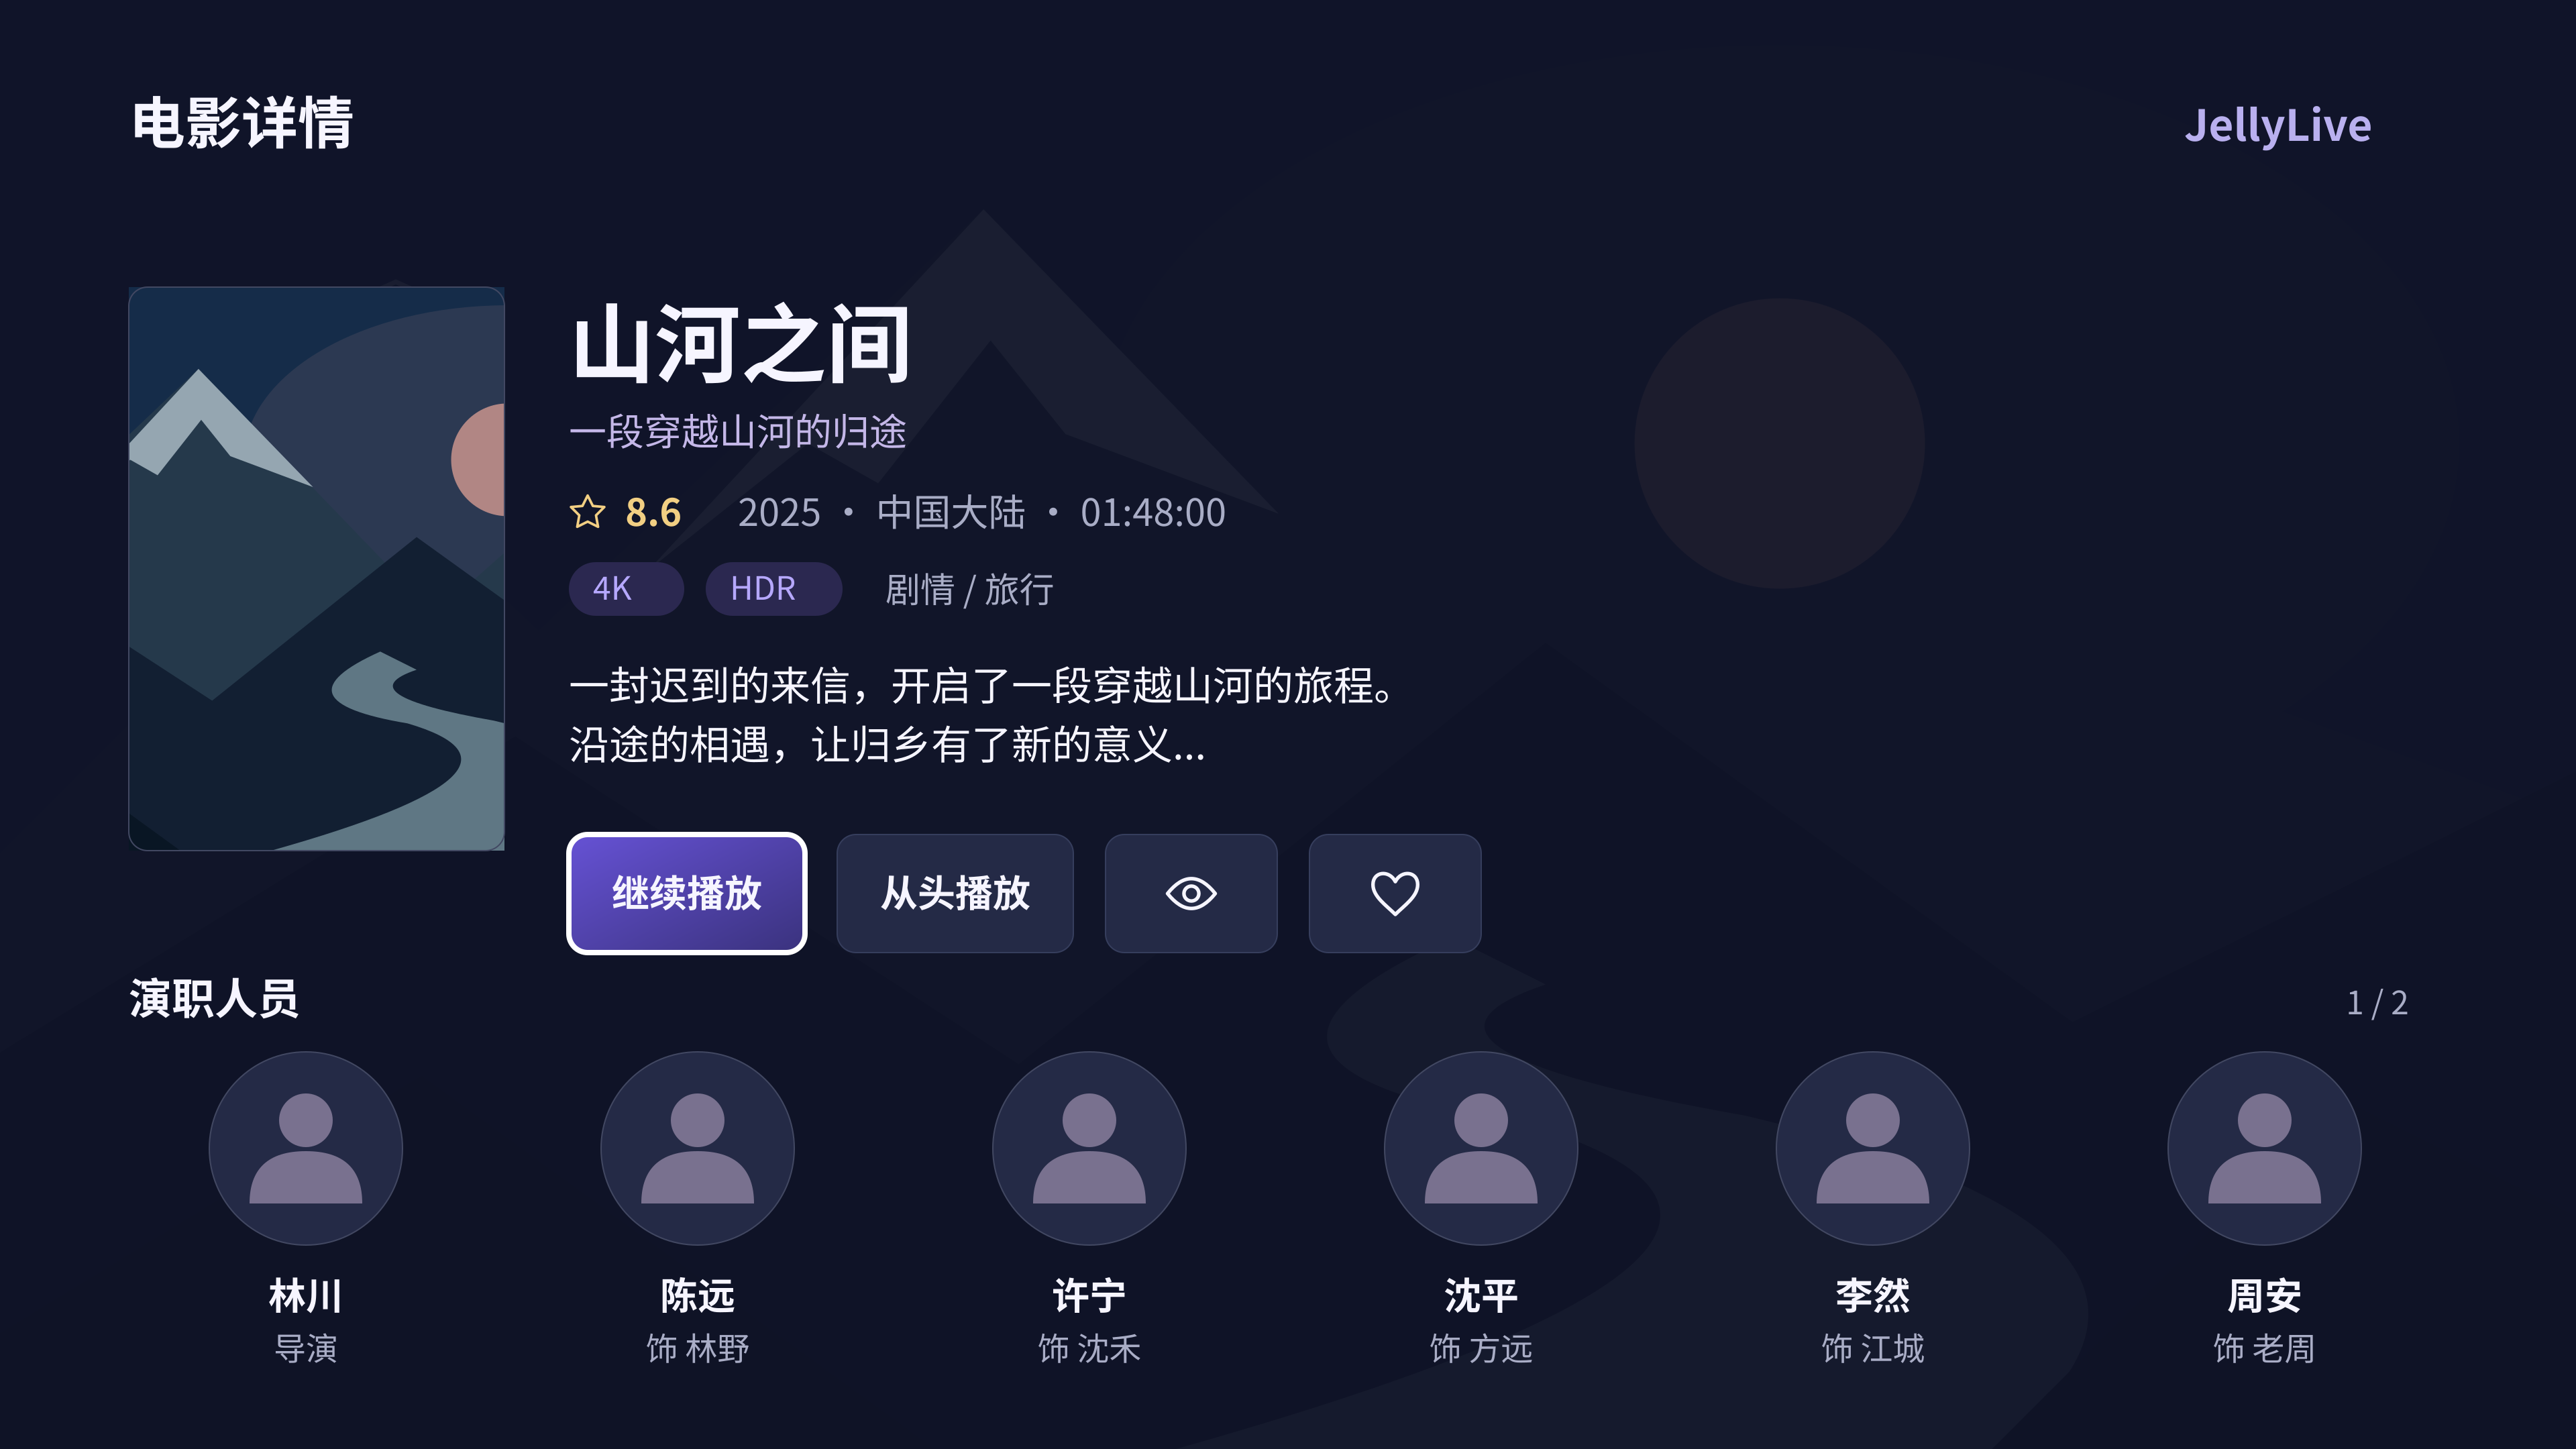 电影详情
JellyLive
山河之间
一段穿越山河的归途
8.6 2025 · 中国大陆 · 01:48:00
4K HDR 剧情 / 旅行
一封迟到的来信，开启了一段穿越山河的旅程。
沿途的相遇，让归乡有了新的意义...
继续播放 从头播放
演职人员 1 / 2
林川 陈远 许宁 沈平 李然 周安
导演 饰 林野 饰 沈禾 饰 方远 饰 江城 饰 老周